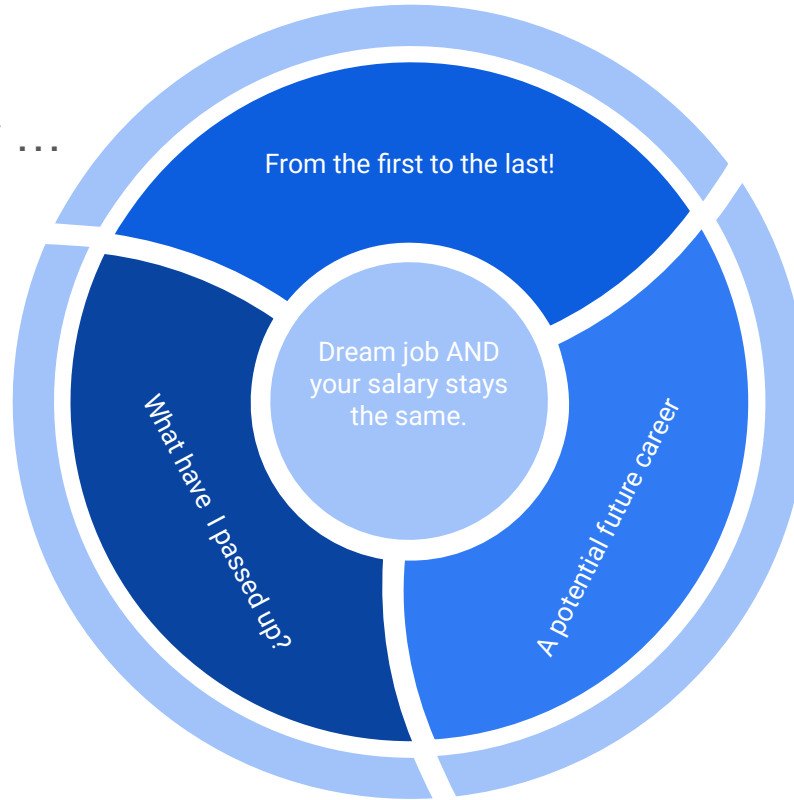 ...
From the first to the last!
Dream job AND
your salary stays
the same.
What have I passed up?
A potential future career